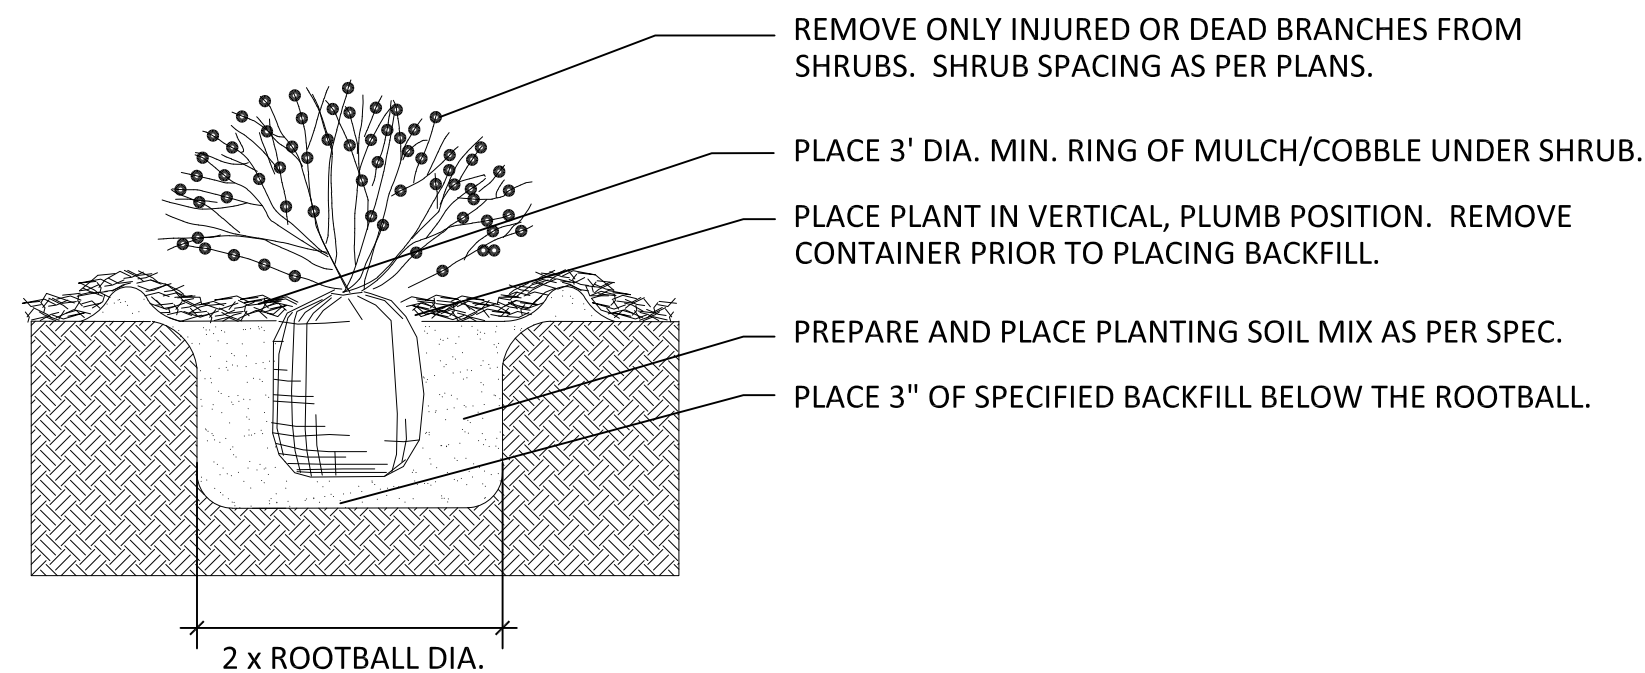 REMOVE ONLY INJURED OR DEAD BRANCHES FROM
SHRUBS.  SHRUB SPACING AS PER PLANS.
PLACE 3' DIA. MIN. RING OF MULCH/COBBLE UNDER SHRUB.
PLACE PLANT IN VERTICAL, PLUMB POSITION.  REMOVE
CONTAINER PRIOR TO PLACING BACKFILL.
PREPARE AND PLACE PLANTING SOIL MIX AS PER SPEC.
PLACE 3" OF SPECIFIED BACKFILL BELOW THE ROOTBALL.
2 x ROOTBALL DIA.